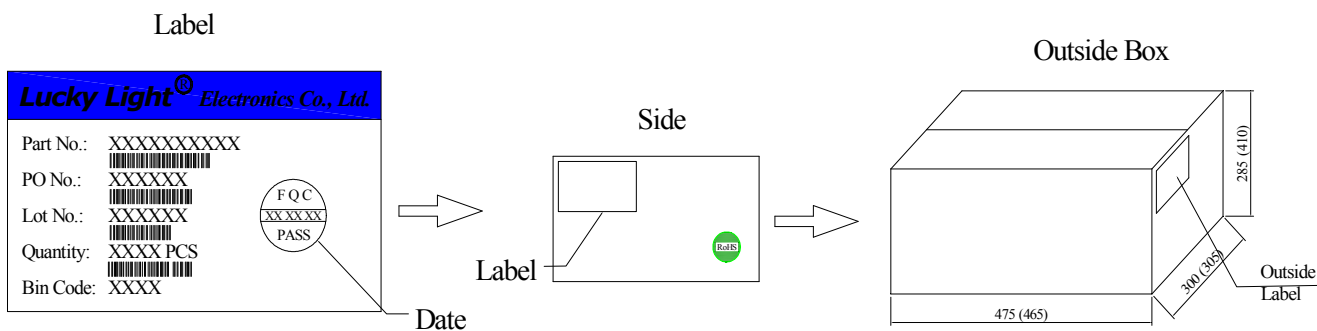 Label
Lucky Light® Electronics Co., Ltd.
Part No.: XXXXXXXXXX
PO No.: XXXXXX
Lot No.: XXXXXX
Quantity: XXXX PCS
Bin Code: XXXX
F Q C
XX XX XX
PASS
Date
Side
RoHS
Label
Outside Box
285 (410)
300 (305)
475 (465)
Outside
Label